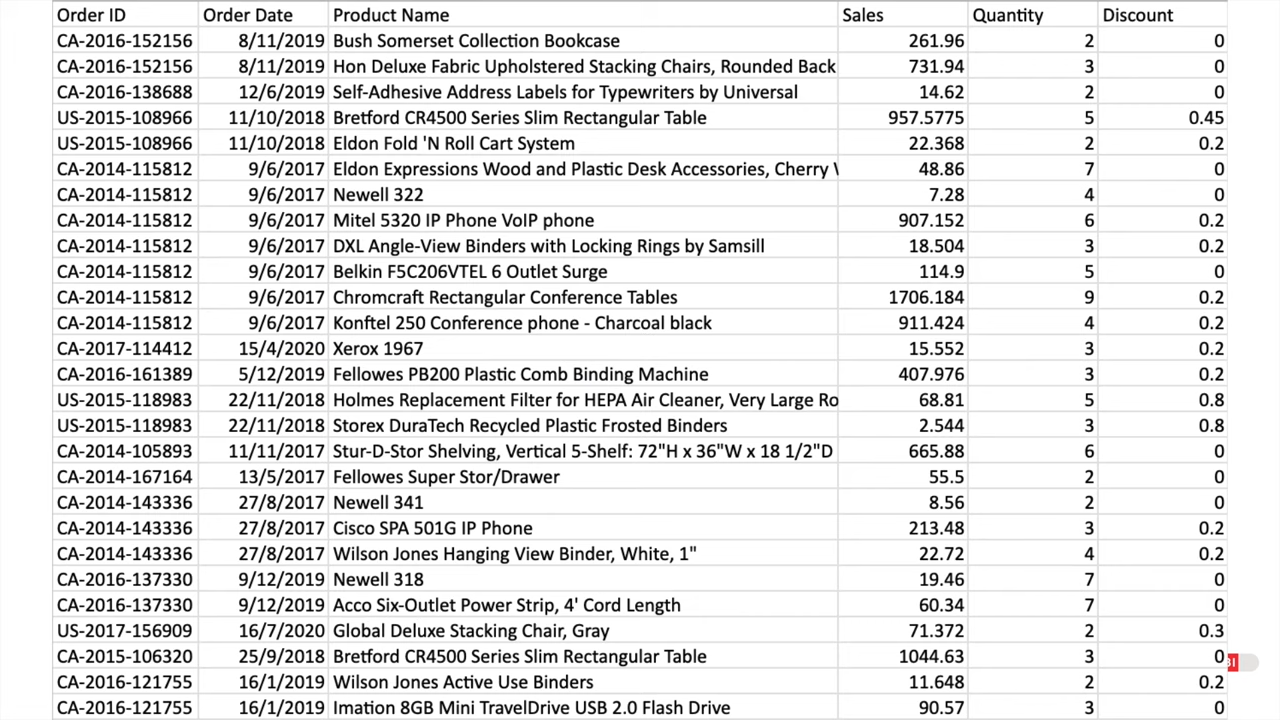 Order ID Order Date Product Name Sales Quantity Discount
CA-2016-152156 8/11/2019 Bush Somerset Collection Bookcase 261.96 2 0
CA-2016-152156 8/11/2019 Hon Deluxe Fabric Upholstered Stacking Chairs, Rounded Back 731.94 3 0
CA-2016-138688 12/6/2019 Self-Adhesive Address Labels for Typewriters by Universal 14.62 2 0
US-2015-108966 11/10/2018 Bretford CR4500 Series Slim Rectangular Table 957.5775 5 0.45
US-2015-108966 11/10/2018 Eldon Fold 'N Roll Cart System 22.368 2 0.2
CA-2014-115812 9/6/2017 Eldon Expressions Wood and Plastic Desk Accessories, Cherry 48.86 7 0
CA-2014-115812 9/6/2017 Newell 322 7.28 4 0
CA-2014-115812 9/6/2017 Mitel 5320 IP Phone VoIP phone 907.152 6 0.2
CA-2014-115812 9/6/2017 DXL Angle-View Binders with Locking Rings by Samsill 18.504 3 0.2
CA-2014-115812 9/6/2017 Belkin F5C206VTEL 6 Outlet Surge 114.9 5 0
CA-2014-115812 9/6/2017 Chromcraft Rectangular Conference Tables 1706.184 9 0.2
CA-2014-115812 9/6/2017 Konftel 250 Conference phone - Charcoal black 911.424 4 0.2
CA-2017-114412 15/4/2020 Xerox 1967 15.552 3 0.2
CA-2016-161389 5/12/2019 Fellowes PB200 Plastic Comb Binding Machine 407.976 3 0.2
US-2015-118983 22/11/2018 Holmes Replacement Filter for HEPA Air Cleaner, Very Large Ro 68.81 5 0.8
US-2015-118983 22/11/2018 Storex DuraTech Recycled Plastic Frosted Binders 2.544 3 0.8
CA-2014-105893 11/11/2017 Stur-D-Stor Shelving, Vertical 5-Shelf: 72"H x 36"W x 18 1/2"D 665.88 6 0
CA-2014-167164 13/5/2017 Fellowes Super Stor/Drawer 55.5 2 0
CA-2014-143336 27/8/2017 Newell 341 8.56 2 0
CA-2014-143336 27/8/2017 Cisco SPA 501G IP Phone 213.48 3 0.2
CA-2014-143336 27/8/2017 Wilson Jones Hanging View Binder, White, 1" 22.72 4 0.2
CA-2016-137330 9/12/2019 Newell 318 19.46 7 0
CA-2016-137330 9/12/2019 Acco Six-Outlet Power Strip, 4' Cord Length 60.34 7 0
US-2017-156909 16/7/2020 Global Deluxe Stacking Chair, Gray 71.372 2 0.3
CA-2015-106320 25/9/2018 Bretford CR4500 Series Slim Rectangular Table 1044.63 3 0
CA-2016-121755 16/1/2019 Wilson Jones Active Use Binders 11.648 2 0.2
CA-2016-121755 16/1/2019 Imation 8GB Mini TravelDrive USB 2.0 Flash Drive 90.57 3 0